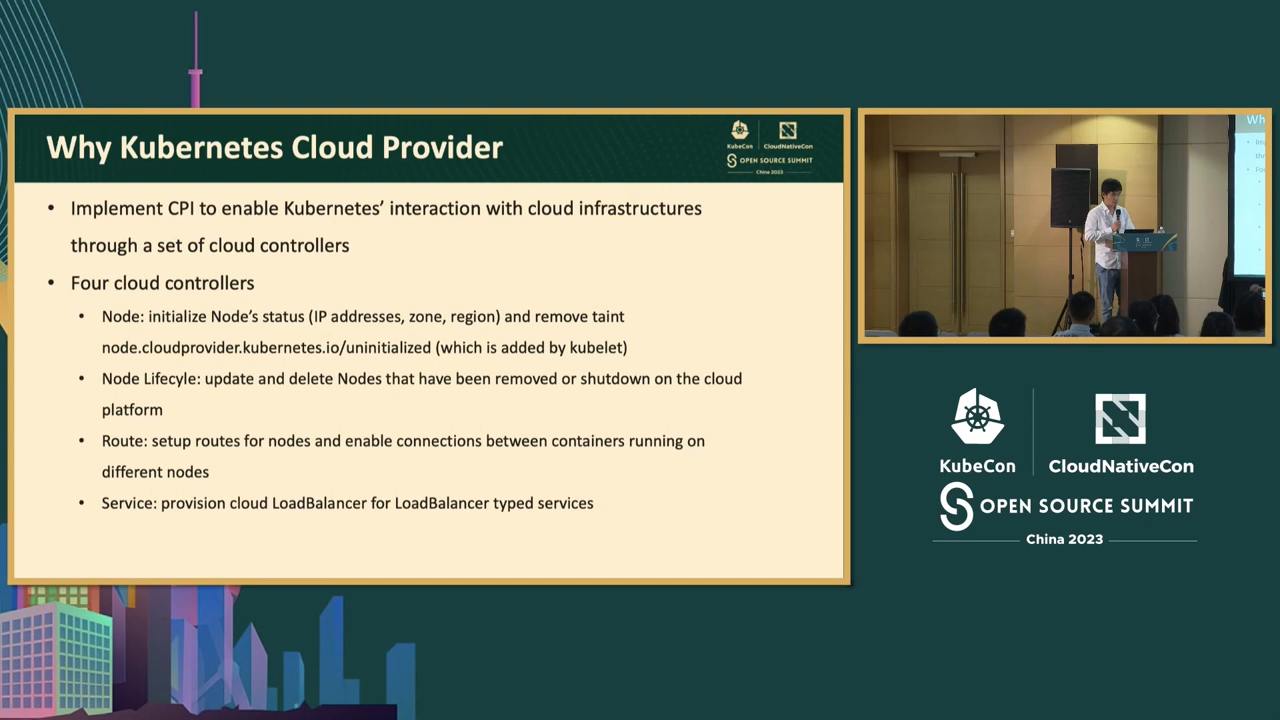 Why Kubernetes Cloud Provider
KubeCon
CloudNativeCon
OPEN SOURCE SUMMIT
China 2023
• Implement CPI to enable Kubernetes’ interaction with cloud infrastructures
through a set of cloud controllers
• Four cloud controllers
• Node: initialize Node’s status (IP addresses, zone, region) and remove taint
node.cloudprovider.kubernetes.io/uninitialized (which is added by kubelet)
• Node Lifecyle: update and delete Nodes that have been removed or shutdown on the cloud
platform
• Route: setup routes for nodes and enable connections between containers running on
different nodes
• Service: provision cloud LoadBalancer for LoadBalancer typed services
Wh
KubeCon
CloudNativeCon
OPEN SOURCE SUMMIT
China 2023